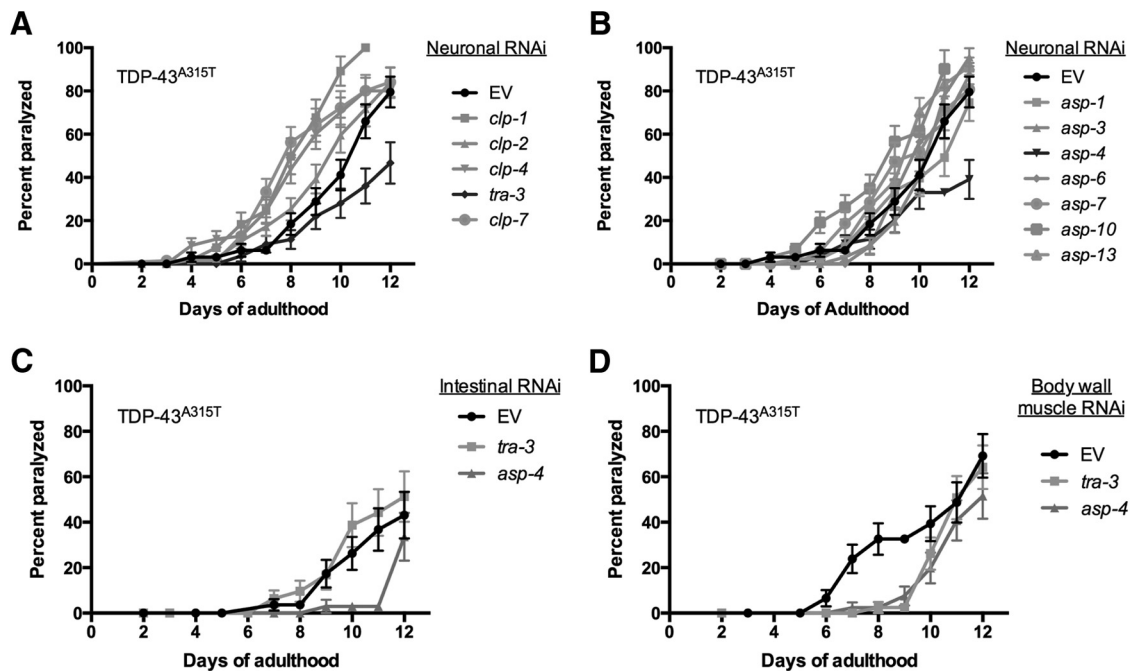 A
TDP-43A315T
Neuronal RNAi
EV
clp-1
clp-2
clp-4
tra-3
clp-7
Percent paralyzed
100
80
60
40
20
0
0 2 4 6 8 10 12
Days of adulthood
B
TDP-43A315T
Neuronal RNAi
EV
asp-1
asp-3
asp-4
asp-6
asp-7
asp-10
asp-13
Percent paralyzed
100
80
60
40
20
0
0 2 4 6 8 10 12
Days of Adulthood
C
TDP-43A315T
Intestinal RNAi
EV
tra-3
asp-4
Percent paralyzed
100
80
60
40
20
0
0 2 4 6 8 10 12
Days of adulthood
D
TDP-43A315T
Body wall
muscle RNAi
EV
tra-3
asp-4
Percent paralyzed
100
80
60
40
20
0
0 2 4 6 8 10 12
Days of adulthood